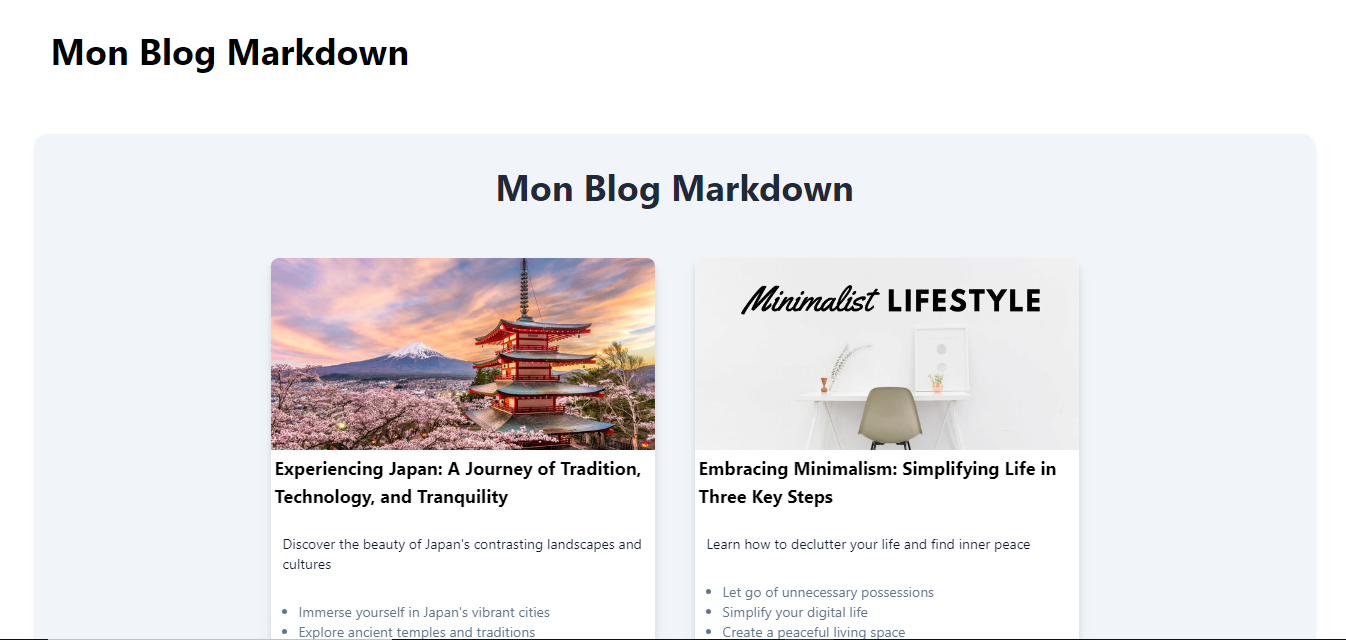 Mon Blog Markdown
Mon Blog Markdown
Minimalist LIFESTYLE
Experiencing Japan: A Journey of Tradition,
Technology, and Tranquility
Discover the beauty of Japan's contrasting landscapes and
cultures
• Immerse yourself in Japan's vibrant cities
• Explore ancient temples and traditions
Embracing Minimalism: Simplifying Life in
Three Key Steps
Learn how to declutter your life and find inner peace
• Let go of unnecessary possessions
• Simplify your digital life
• Create a peaceful living space